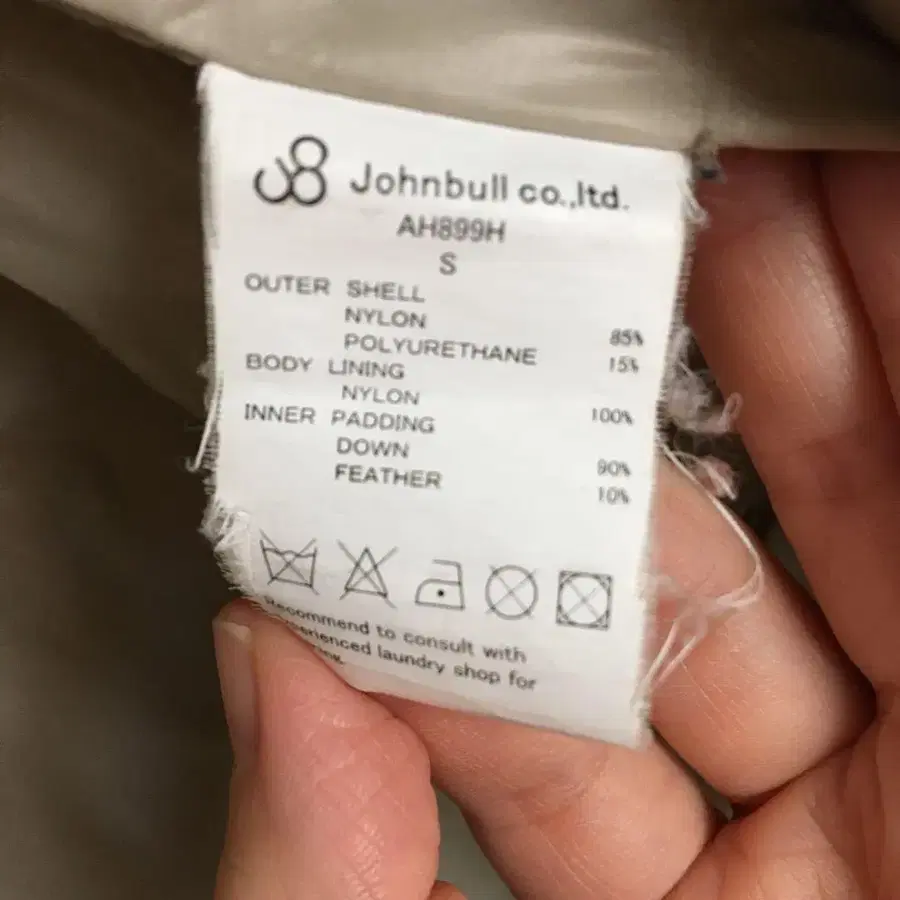 Johnbull co.,ltd.
AH899H
S
OUTER SHELL
NYLON 85%
POLYURETHANE 15%
BODY LINING
NYLON 100%
INNER PADDING
DOWN 90%
FEATHER 10%
Recommend to consult with
laundry shop for